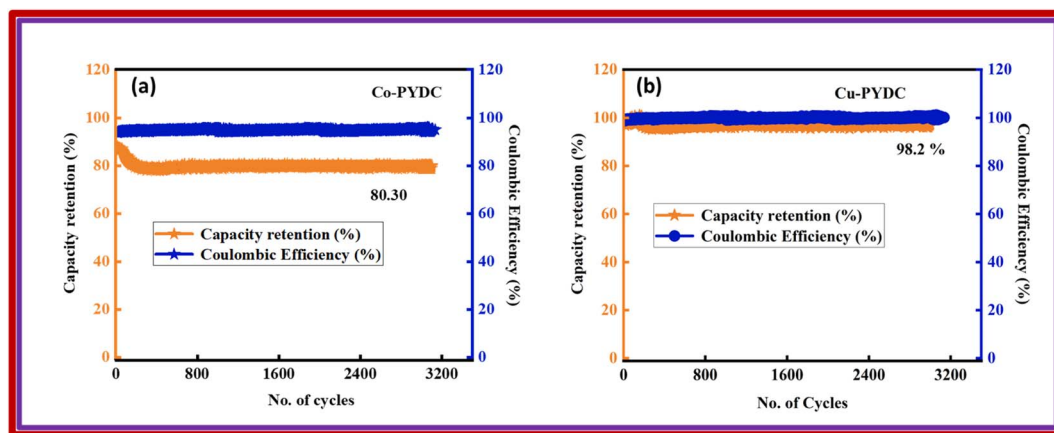 (a)
Co-PYDC
120
100
80
60
40
20
0
Capacity retention (%)
120
100
80
60
40
20
0
Coulombic Efficiency (%)
80.30
Capacity retention (%)
Coulombic Efficiency (%)
0 800 1600 2400 3200
No. of cycles
(b)
Cu-PYDC
120
100
80
60
40
20
0
Capacity retention (%)
120
100
80
60
40
20
0
Coulombic Efficiency (%)
98.2 %
Capacity retention (%)
Coulombic Efficiency (%)
0 800 1600 2400 3200
No. of Cycles